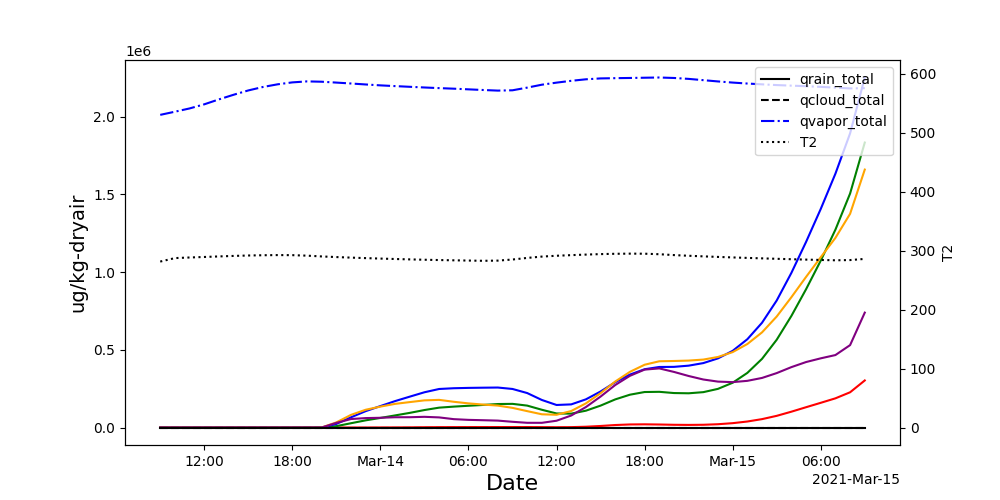 1e6
2.0
1.5
1.0
0.5
0.0
ug/kg-dryair
600
500
400
300
200
100
0
T2
qrain_total
qcloud_total
qvapor_total
T2
12:00 18:00 Mar-14 06:00 12:00 18:00 Mar-15 06:00
2021-Mar-15
Date